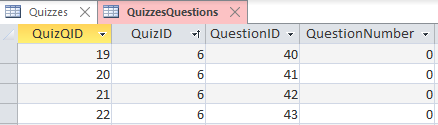 Quizzes QuizzesQuestions
QuizQID QuizID QuestionID QuestionNumber
19 6 40 0
20 6 41 0
21 6 42 0
22 6 43 0